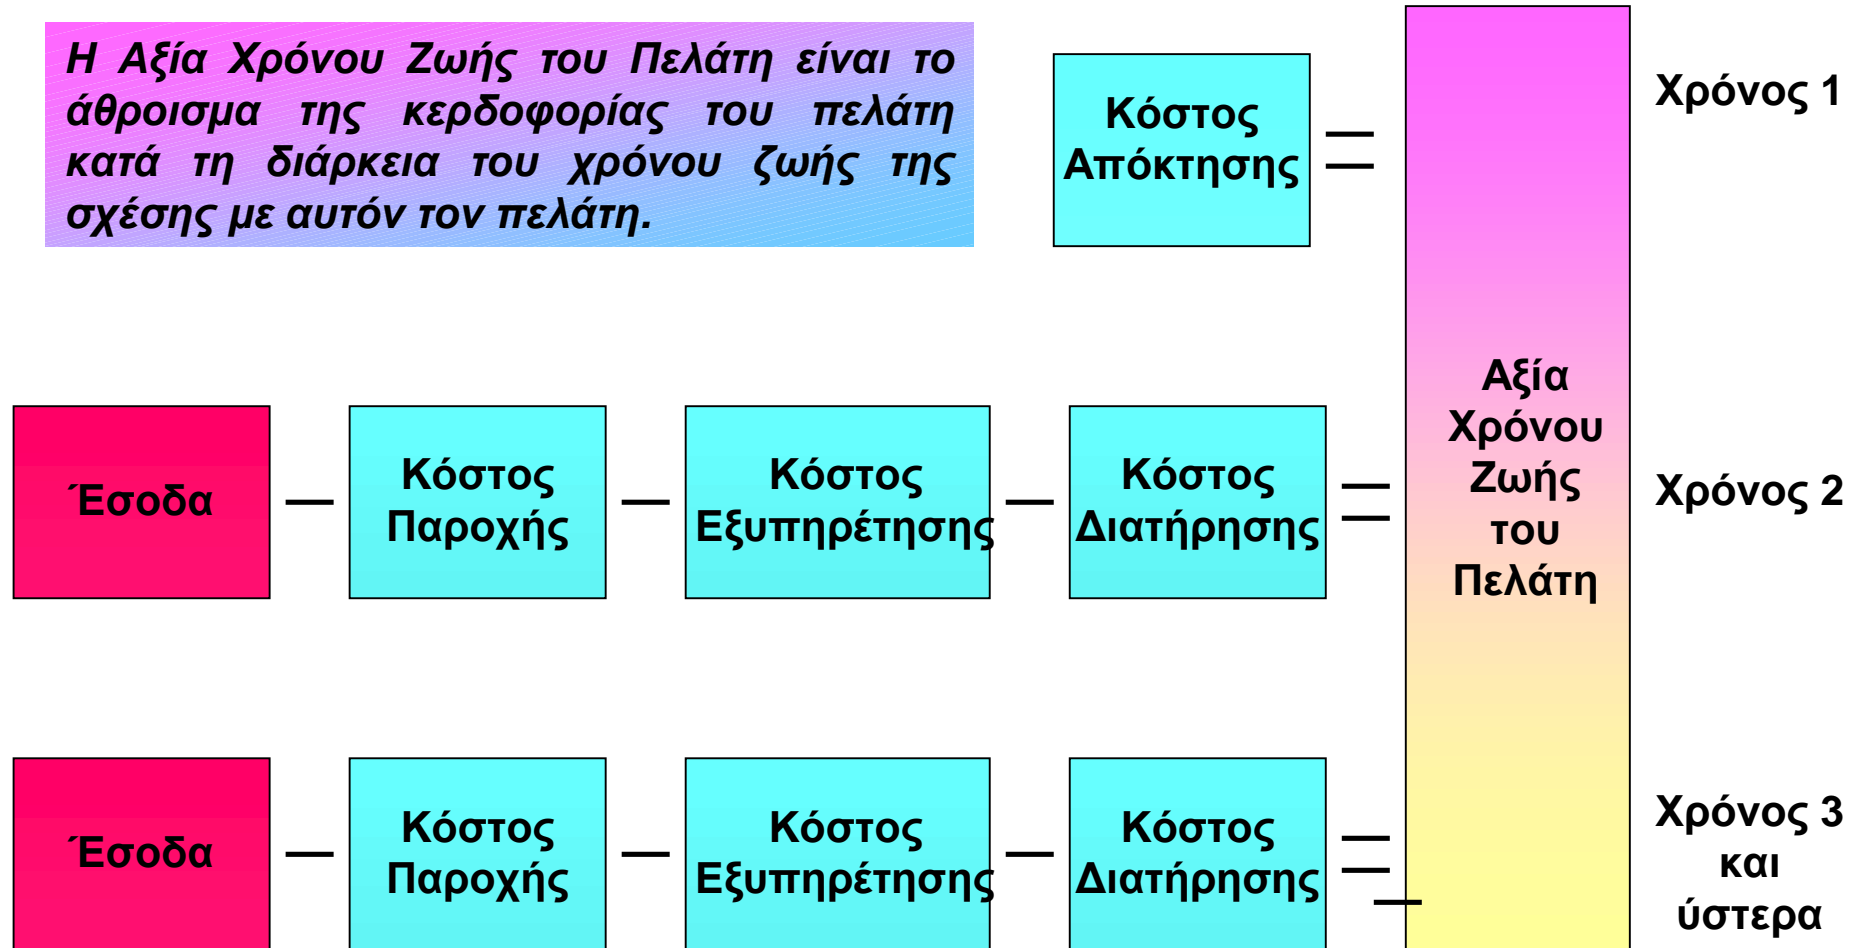 Η Αξία Χρόνου Ζωής του Πελάτη είναι το
άθροισμα της κερδοφορίας του πελάτη
κατά τη διάρκεια του χρόνου ζωής της
σχέσης με αυτόν τον πελάτη.
Κόστος
Απόκτησης
=
Χρόνος 1
Αξία
Χρόνου
Ζωής
του
Πελάτη
Έσοδα
—
Κόστος
Παροχής
—
Κόστος
Εξυπηρέτησης
—
Κόστος
Διατήρησης
=
Χρόνος 2
Έσοδα
—
Κόστος
Παροχής
—
Κόστος
Εξυπηρέτησης
—
Κόστος
Διατήρησης
=
—
Χρόνος 3
και
ύστερα